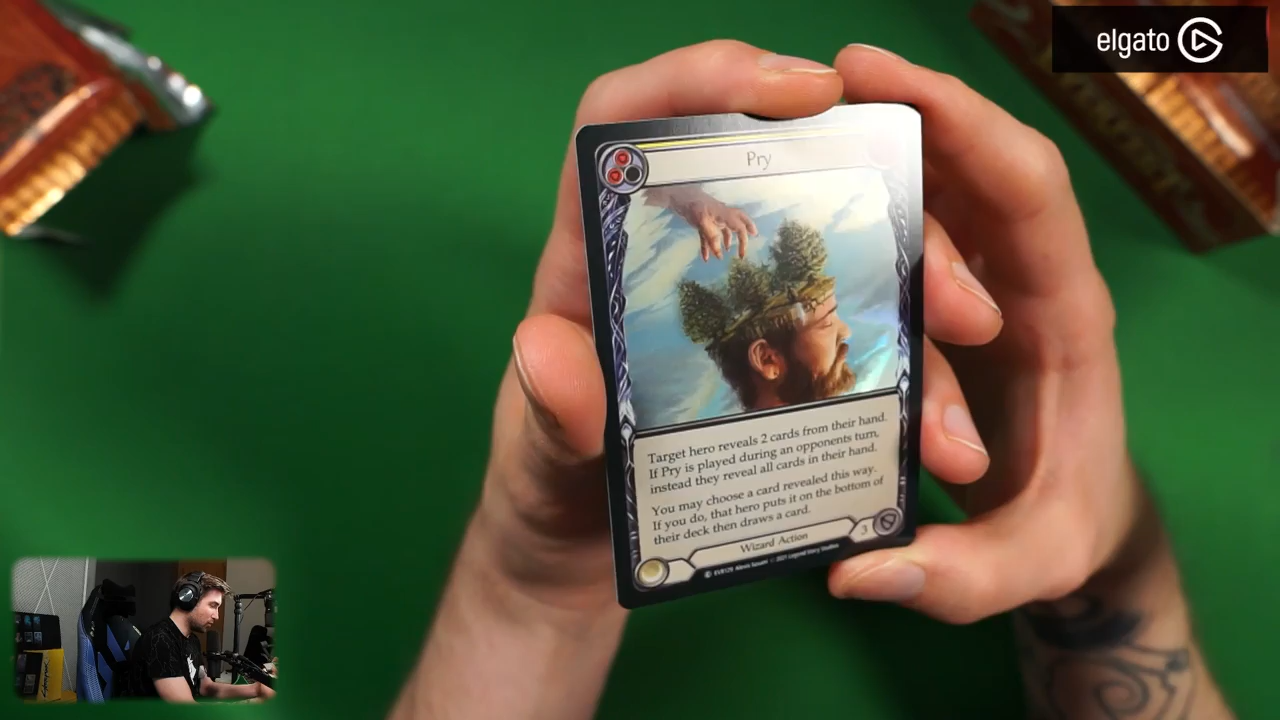 elgato
Pry
Target hero reveals 2 cards from their hand.
If Pry is played during an opponents turn,
instead they reveal all cards in their hand.
You may choose a card revealed this way.
If you do, that hero puts it on the bottom of
their deck then draws a card.
Wizard Action
3